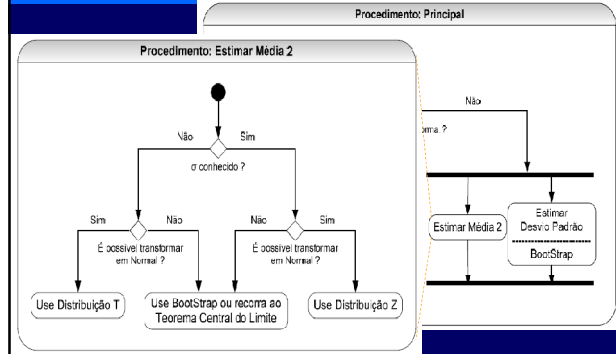 Procedimento: Principal
Procedimento: Estimar Média 2
Não
Não
Sim
σ conhecido ?
Sim
Não
Não
Sim
É possível transformar
em Normal ?
É possível transformar
em Normal ?
Use Distribuição T
Use BootStrap ou recorra ao
Teorema Central do Limite
Use Distribuição Z
Estimar Média 2
Estimar
Desvio Padrão
BootStrap